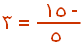 - ١٥
٥
= -٣